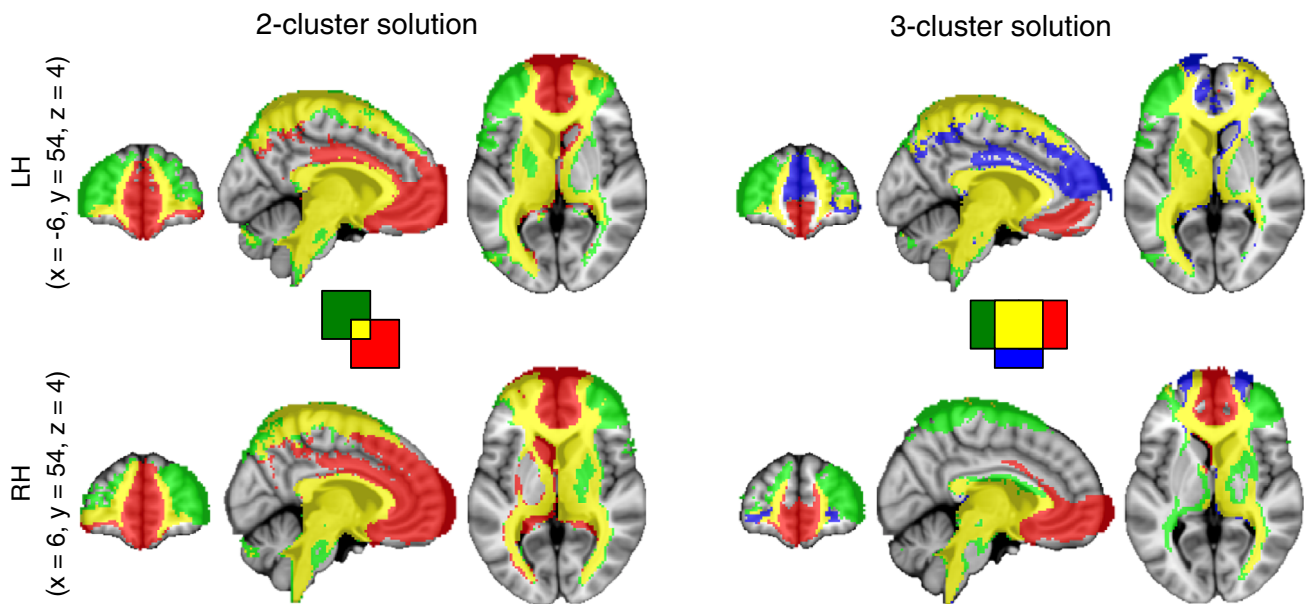 2-cluster solution
3-cluster solution
LH
(x = -6, y = 54, z = 4)
RH
(x = 6, y = 54, z = 4)